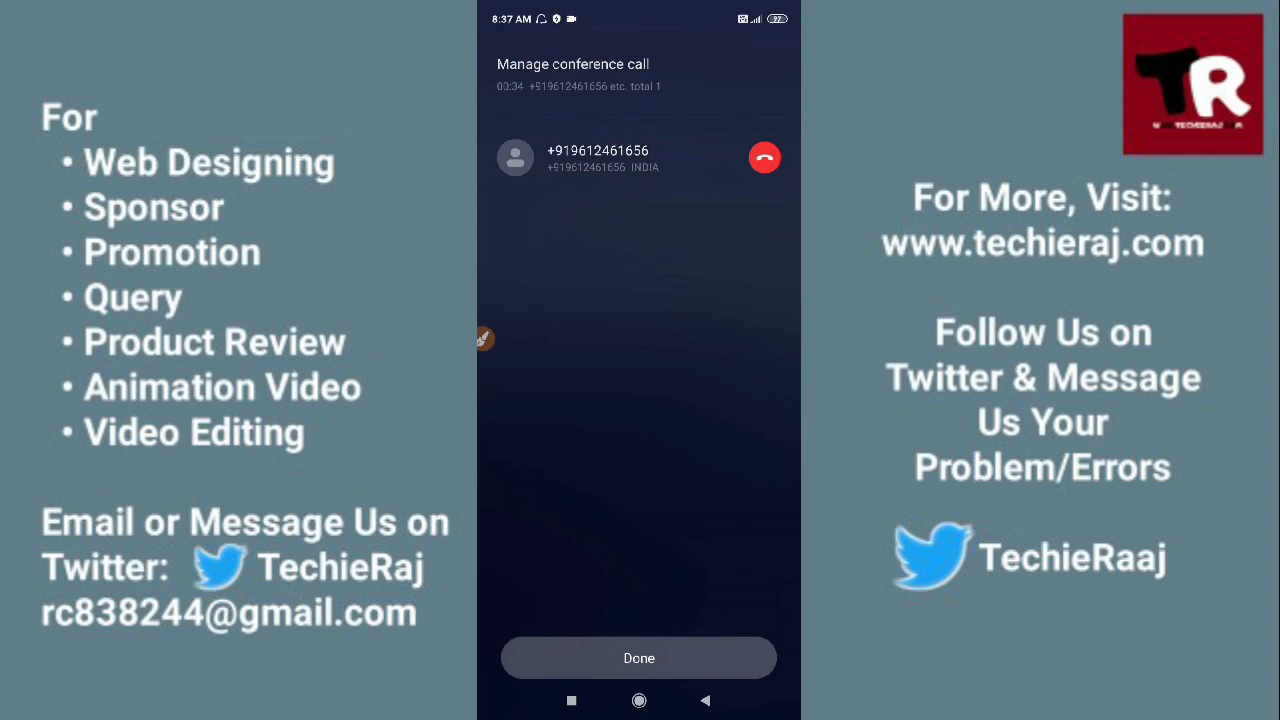 For
• Web Designing
• Sponsor
• Promotion
• Query
• Product Review
• Animation Video
• Video Editing
Email or Message Us on
Twitter: TechieRaj
rc838244@gmail.com
8:37 AM
97
Manage conference call
00:34 +919612461656 etc. total 1
+919612461656
+919612461656 INDIA
Done
TR
For More, Visit:
www.techieraj.com
Follow Us on
Twitter & Message
Us Your
Problem/Errors
TechieRaaj